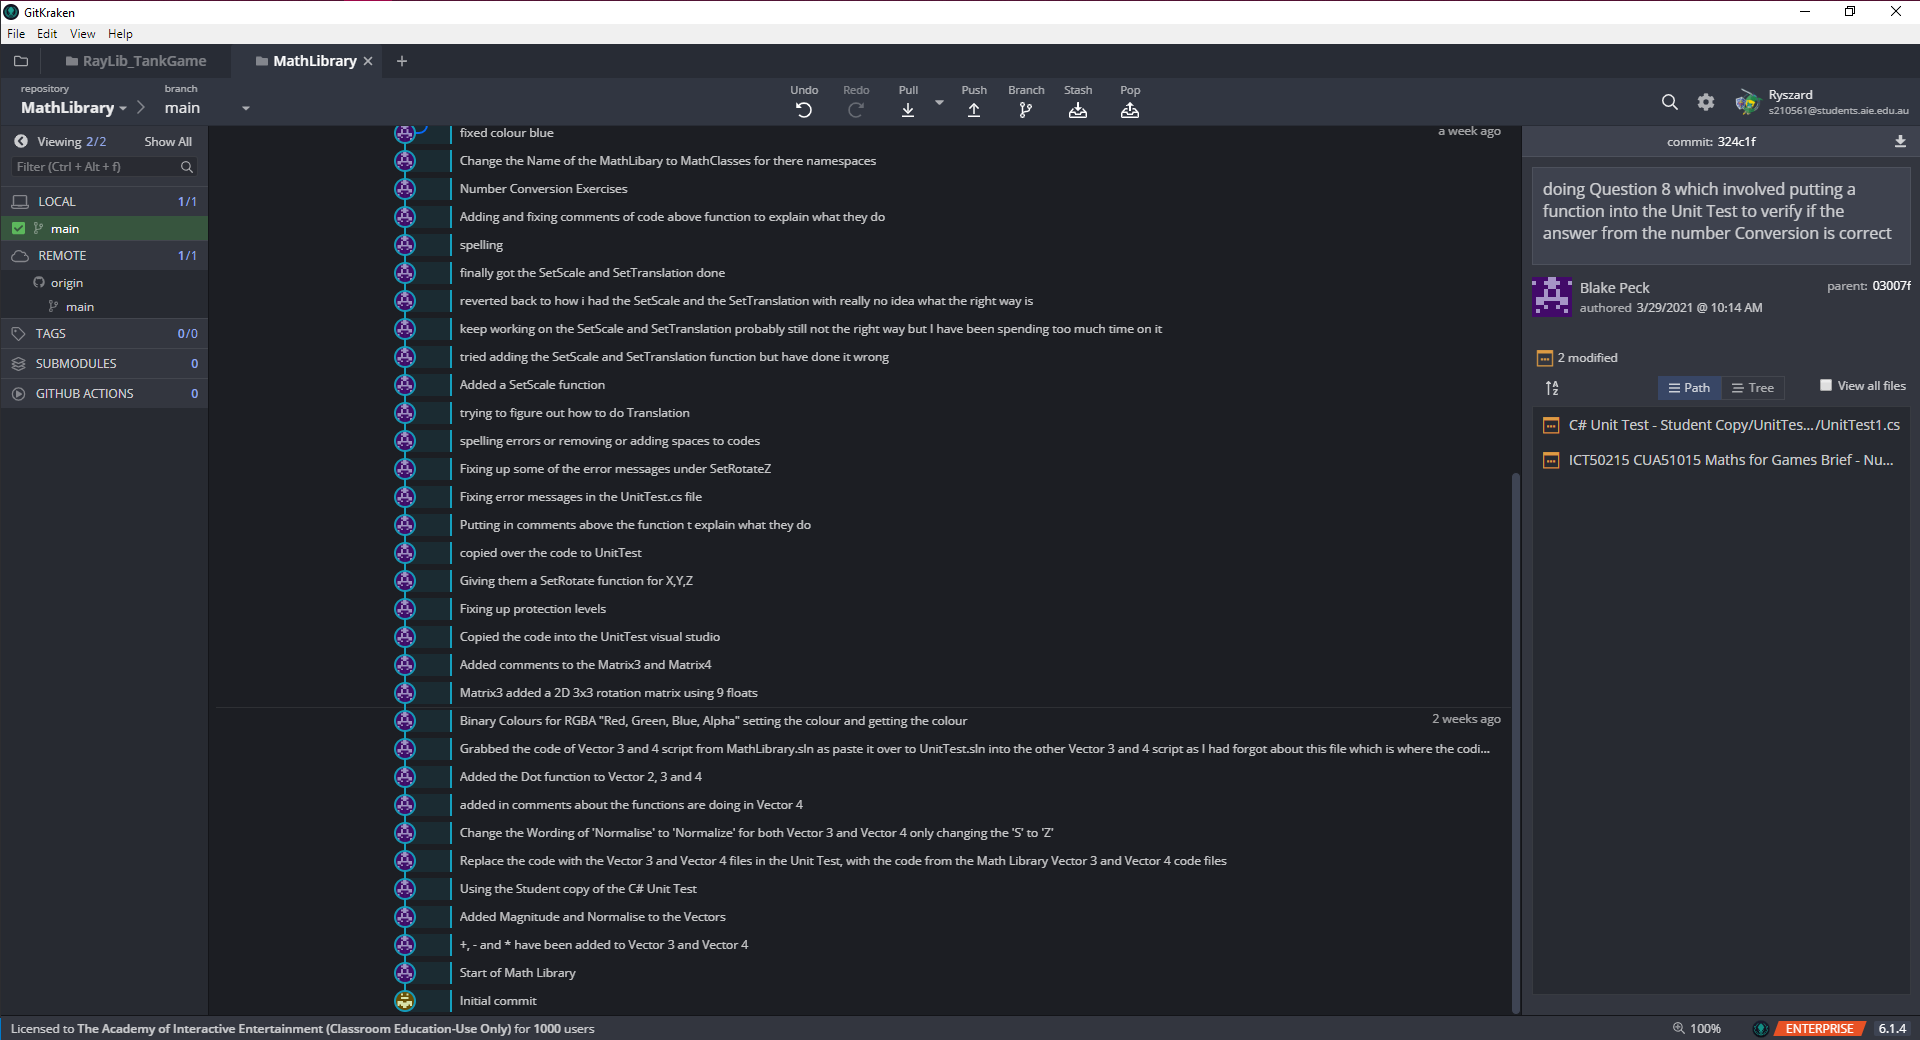 GitKraken
File Edit View Help
RayLib_TankGame
MathLibrary
repository
MathLibrary
branch
main
Undo
Redo
Pull
Push
Branch
Stash
Pop
Ryszard
s210561@students.aie.edu.au
Viewing 2/2 Show All
Filter (Ctrl + Alt + f)
LOCAL 1/1
main
REMOTE 1/1
origin
main
TAGS 0/0
SUBMODULES 0
GITHUB ACTIONS 0
fixed colour blue a week ago
Change the Name of the MathLibary to MathClasses for there namespaces
Number Conversion Exercises
Adding and fixing comments of code above function to explain what they do
spelling
finally got the SetScale and SetTranslation done
reverted back to how i had the SetScale and the SetTranslation with really no idea what the right way is
keep working on the SetScale and SetTranslation probably still not the right way but I have been spending too much time on it
tried adding the SetScale and SetTranslation function but have done it wrong
Added a SetScale function
trying to figure out how to do Translation
spelling errors or removing or adding spaces to codes
Fixing up some of the error messages under SetRotateZ
Fixing error messages in the UnitTest.cs file
Putting in comments above the function t explain what they do
copied over the code to UnitTest
Giving them a SetRotate function for X,Y,Z
Fixing up protection levels
Copied the code into the UnitTest visual studio
Added comments to the Matrix3 and Matrix4
Matrix3 added a 2D 3x3 rotation matrix using 9 floats
Binary Colours for RGBA "Red, Green, Blue, Alpha" setting the colour and getting the colour 2 weeks ago
Grabbed the code of Vector 3 and 4 script from MathLibrary.sln as paste it over to UnitTest.sln into the other Vector 3 and 4 script as I had forgot about this file which is where the codi...
Added the Dot function to Vector 2, 3 and 4
added in comments about the functions are doing in Vector 4
Change the Wording of 'Normalise' to 'Normalize' for both Vector 3 and Vector 4 only changing the 'S' to 'Z'
Replace the code with the Vector 3 and Vector 4 files in the Unit Test, with the code from the Math Library Vector 3 and Vector 4 code files
Using the Student copy of the C# Unit Test
Added Magnitude and Normalise to the Vectors
+, - and * have been added to Vector 3 and Vector 4
Start of Math Library
Initial commit
commit: 324c1f
doing Question 8 which involved putting a
function into the Unit Test to verify if the
answer from the number Conversion is correct
Blake Peck
authored 3/29/2021 @ 10:14 AM
parent: 03007f
2 modified
Path Tree View all files
C# Unit Test - Student Copy/UnitTes.../UnitTest1.cs
ICT50215 CUA51015 Maths for Games Brief - Nu...
Licensed to The Academy of Interactive Entertainment (Classroom Education-Use Only) for 1000 users
100% ENTERPRISE 6.1.4